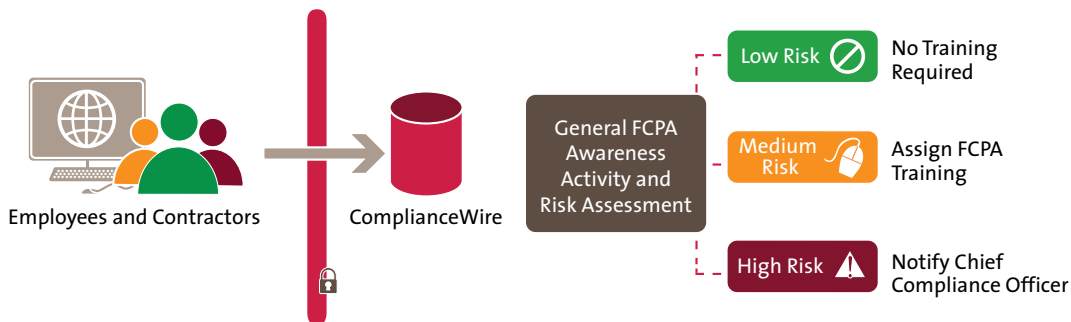 Employees and Contractors
ComplianceWire
General FCPA
Awareness
Activity and
Risk Assessment
Low Risk
No Training
Required
Medium
Risk
Assign FCPA
Training
High Risk
Notify Chief
Compliance Officer